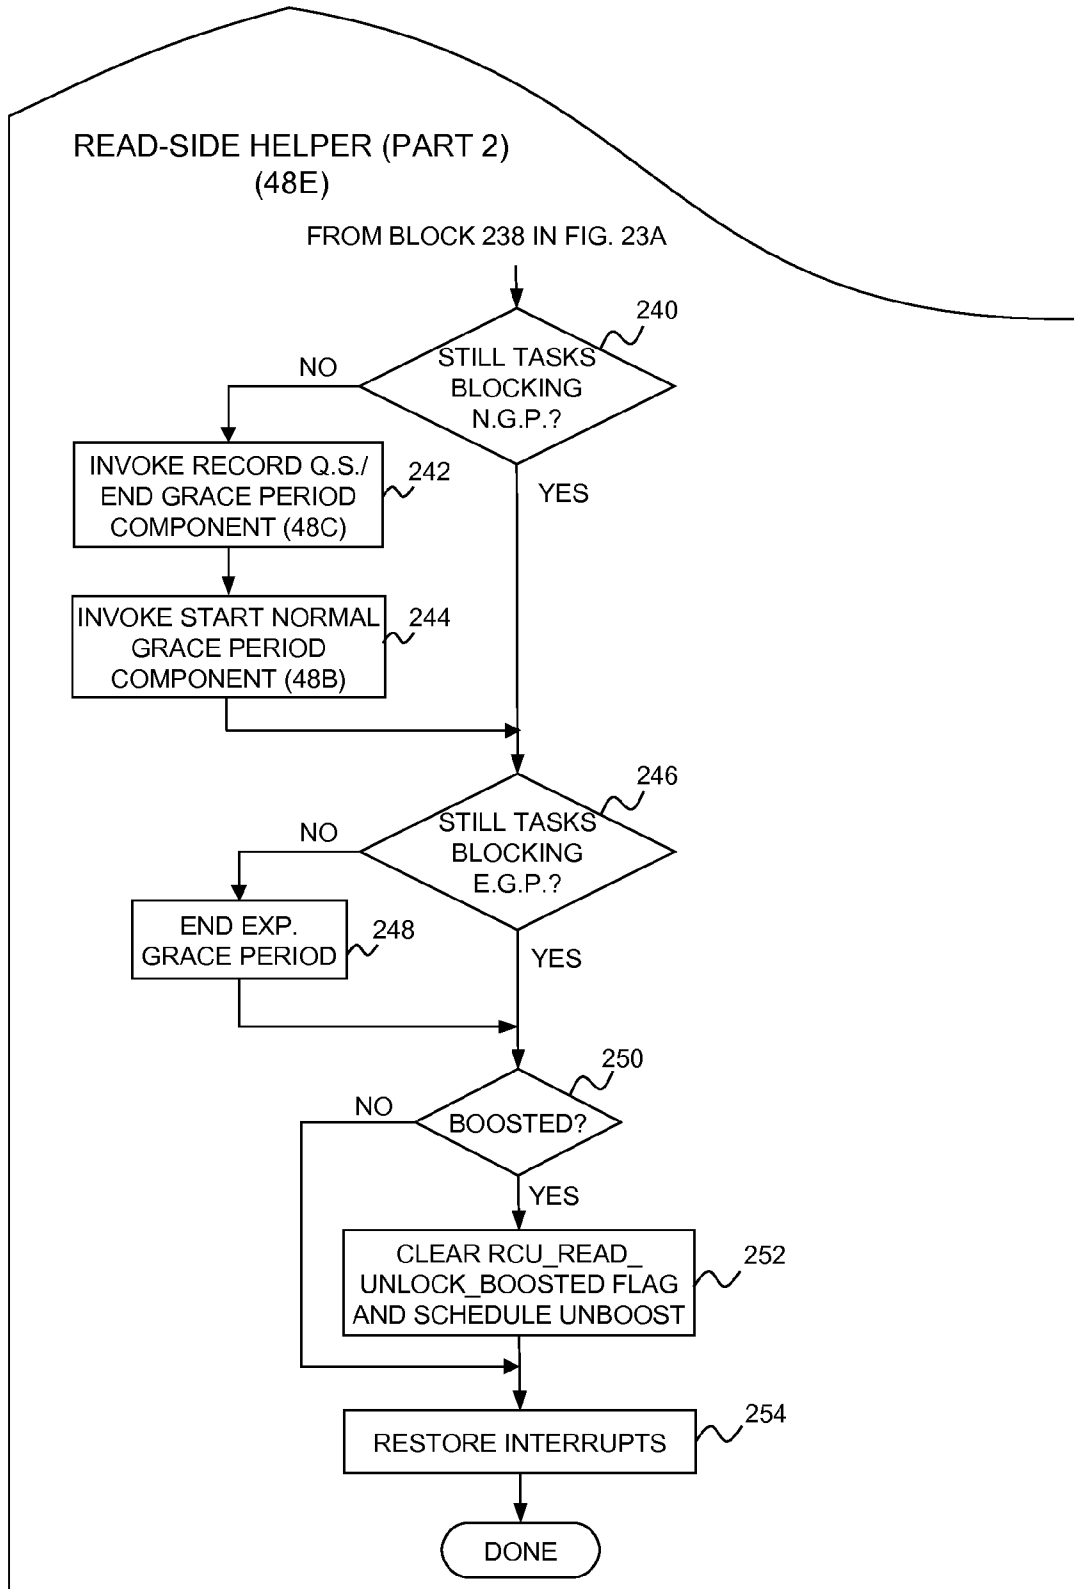 READ-SIDE HELPER (PART 2)
(48E)
FROM BLOCK 238 IN FIG. 23A
240
STILL TASKS
BLOCKING
N.G.P.?
NO
YES
INVOKE RECORD Q.S./
END GRACE PERIOD
COMPONENT (48C)
242
INVOKE START NORMAL
GRACE PERIOD
COMPONENT (48B)
244
246
STILL TASKS
BLOCKING
E.G.P.?
NO
YES
END EXP.
GRACE PERIOD
248
250
BOOSTED?
NO
YES
CLEAR RCU_READ_
UNLOCK_BOOSTED FLAG
AND SCHEDULE UNBOOST
252
RESTORE INTERRUPTS
254
DONE